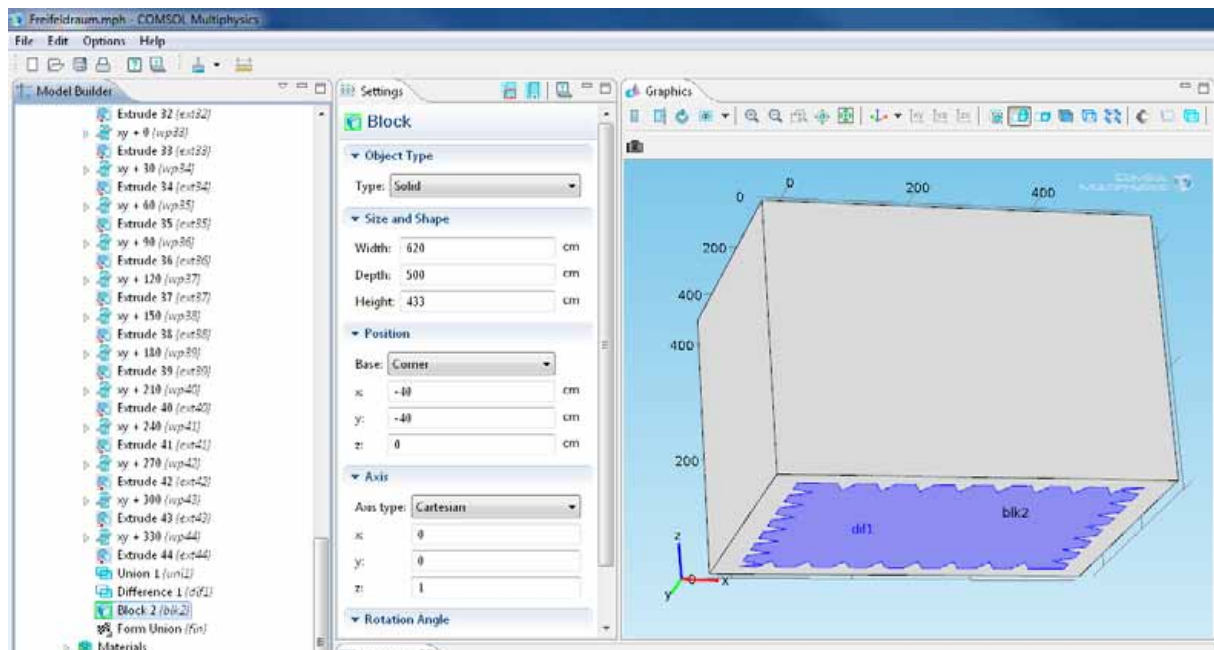 Freifeldraum.mph - COMSOL Multiphysics
File Edit Options Help
Model Builder
Extrude 32 (ext32)
xy + 0 (wp33)
Extrude 33 (ext33)
xy + 30 (wp34)
Extrude 34 (ext34)
xy + 60 (wp35)
Extrude 35 (ext35)
xy + 90 (wp36)
Extrude 36 (ext36)
xy + 120 (wp37)
Extrude 37 (ext37)
xy + 150 (wp38)
Extrude 38 (ext38)
xy + 180 (wp39)
Extrude 39 (ext39)
xy + 210 (wp40)
Extrude 40 (ext40)
xy + 240 (wp41)
Extrude 41 (ext41)
xy + 270 (wp42)
Extrude 42 (ext42)
xy + 300 (wp43)
Extrude 43 (ext43)
xy + 330 (wp44)
Extrude 44 (ext44)
Union 1 (uni1)
Difference 1 (dif1)
Block 2 (blk2)
Form Union (fin)
Materials
Settings
Block
Object Type
Type: Solid
Size and Shape
Width: 620 cm
Depth: 500 cm
Height: 433 cm
Position
Base: Corner
x: -40 cm
y: -40 cm
z: 0 cm
Axis
Axis type: Cartesian
x: 0
y: 0
z: 1
Rotation Angle
Graphics
COMSOL
MULTIPHYSICS
0 0 200 400
200
400
400
200
0
dif1
blk2
z
x
y